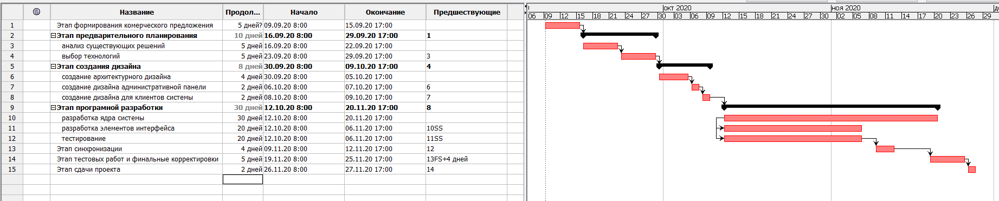 Название Продол... Начало Окончание Предшествующие
1 Этап формирования комерческого предложения 5 дней? 09.09.20 8:00 15.09.20 17:00
2 Этап предварительного планирования 10 дней 16.09.20 8:00 29.09.20 17:00 1
3 анализ существующих решений 5 дней 16.09.20 8:00 22.09.20 17:00
4 выбор технологий 5 дней 23.09.20 8:00 29.09.20 17:00 3
5 Этап создания дизайна 8 дней 30.09.20 8:00 09.10.20 17:00 4
6 создание архитектурного дизайна 4 дней 30.09.20 8:00 05.10.20 17:00
7 создание дизайна административной панели 2 дней 06.10.20 8:00 07.10.20 17:00 6
8 создание дизайна для клиентов системы 2 дней 08.10.20 8:00 09.10.20 17:00 7
9 Этап програмной разработки 30 дней 12.10.20 8:00 20.11.20 17:00 8
10 разработка ядра системы 30 дней 12.10.20 8:00 20.11.20 17:00
11 разработка элементов интерфейса 20 дней 12.10.20 8:00 06.11.20 17:00 10SS
12 тестирование 20 дней 12.10.20 8:00 06.11.20 17:00 11SS
13 Этап синхронизации 4 дней 09.11.20 8:00 12.11.20 17:00 12
14 Этап тестовых работ и финальные корректировки 5 дней 19.11.20 8:00 25.11.20 17:00 13FS+4 дней
15 Этап сдачи проекта 2 дней 26.11.20 8:00 27.11.20 17:00 14
окт 2020 ноя 2020
06 09 12 15 18 21 24 27 30 03 06 09 12 15 18 21 24 27 30 02 05 08 11 14 17 20 23 26 29